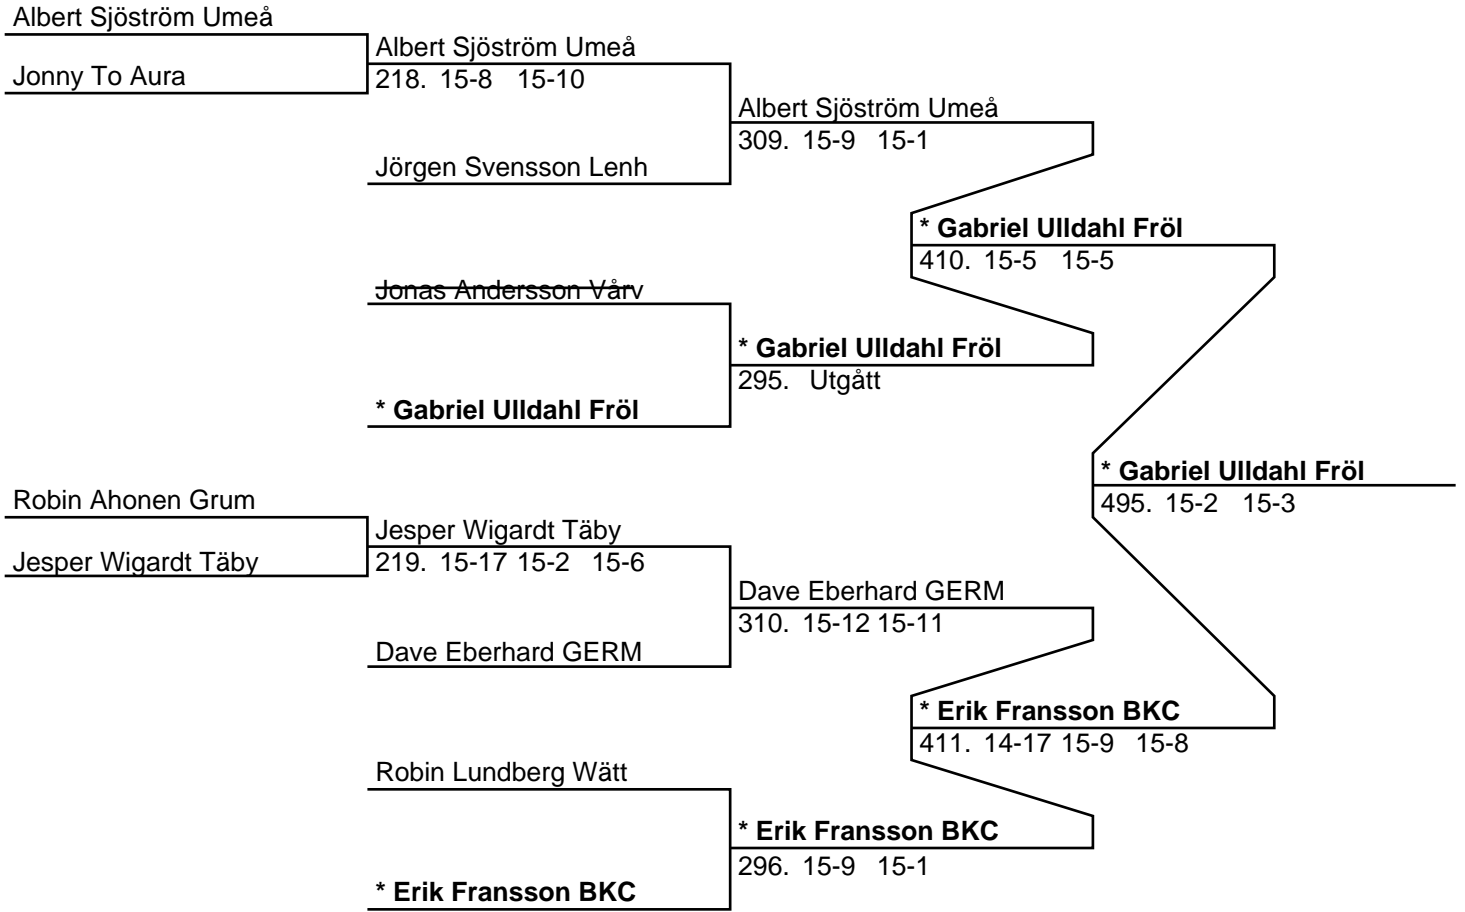 Albert Sjöström Umeå
Albert Sjöström Umeå
Jonny To Aura
218. 15-8 15-10
Albert Sjöström Umeå
309. 15-9 15-1
Jörgen Svensson Lenh
* Gabriel Ulldahl Fröl
410. 15-5 15-5
Jonas Andersson Vårv
* Gabriel Ulldahl Fröl
295. Utgått
* Gabriel Ulldahl Fröl
* Gabriel Ulldahl Fröl
495. 15-2 15-3
Robin Ahonen Grum
Jesper Wigardt Täby
Jesper Wigardt Täby
219. 15-17 15-2 15-6
Dave Eberhard GERM
310. 15-12 15-11
Dave Eberhard GERM
* Erik Fransson BKC
411. 14-17 15-9 15-8
Robin Lundberg Wätt
* Erik Fransson BKC
296. 15-9 15-1
* Erik Fransson BKC